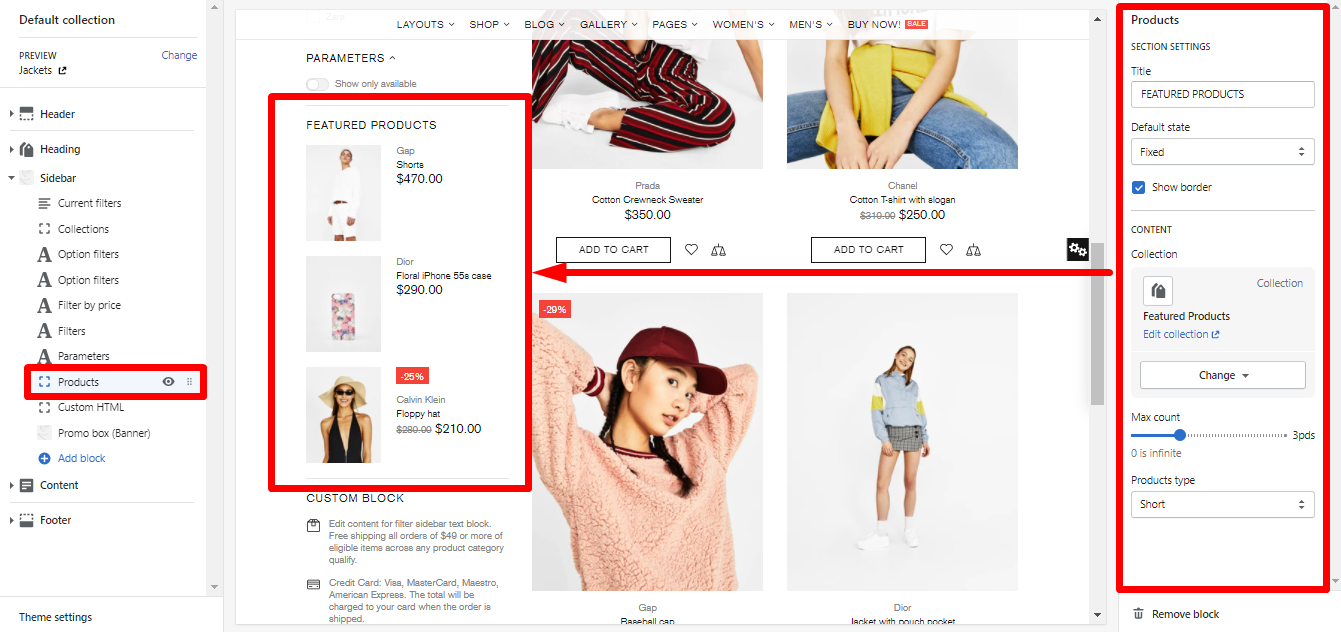 Default collection
PREVIEW
Change
Jackets
Header
Heading
Sidebar
Current filters
Collections
Option filters
Option filters
Filter by price
Filters
Parameters
Products
Custom HTML
Promo box (Banner)
Add block
Content
Footer
Theme settings
LAYOUTS SHOP BLOG GALLERY PAGES WOMEN'S MEN'S BUY NOW! SALE
PARAMETERS
Show only available
FEATURED PRODUCTS
Gap
Shorts
$470.00
Dior
Floral iPhone 55s case
$290.00
-25%
Calvin Klein
Floppy hat
$280.00 $210.00
CUSTOM BLOCK
Edit content for filter sidebar text block.
Free shipping all orders of $49 or more of
eligible items across any product category
qualify.
Credit Card: Visa, MasterCard, Maestro,
American Express. The total will be
charged to your card when the order is
shipped.
Prada
Cotton Crewneck Sweater
$350.00
ADD TO CART
Chanel
Cotton T-shirt with slogan
$310.00 $250.00
ADD TO CART
-29%
Gap
Baseball cap
Dior
Jacket with pouch pocket
Products
SECTION SETTINGS
Title
FEATURED PRODUCTS
Default state
Fixed
Show border
CONTENT
Collection
Collection
Featured Products
Edit collection
Change
Max count
3pds
0 is infinite
Products type
Short
Remove block